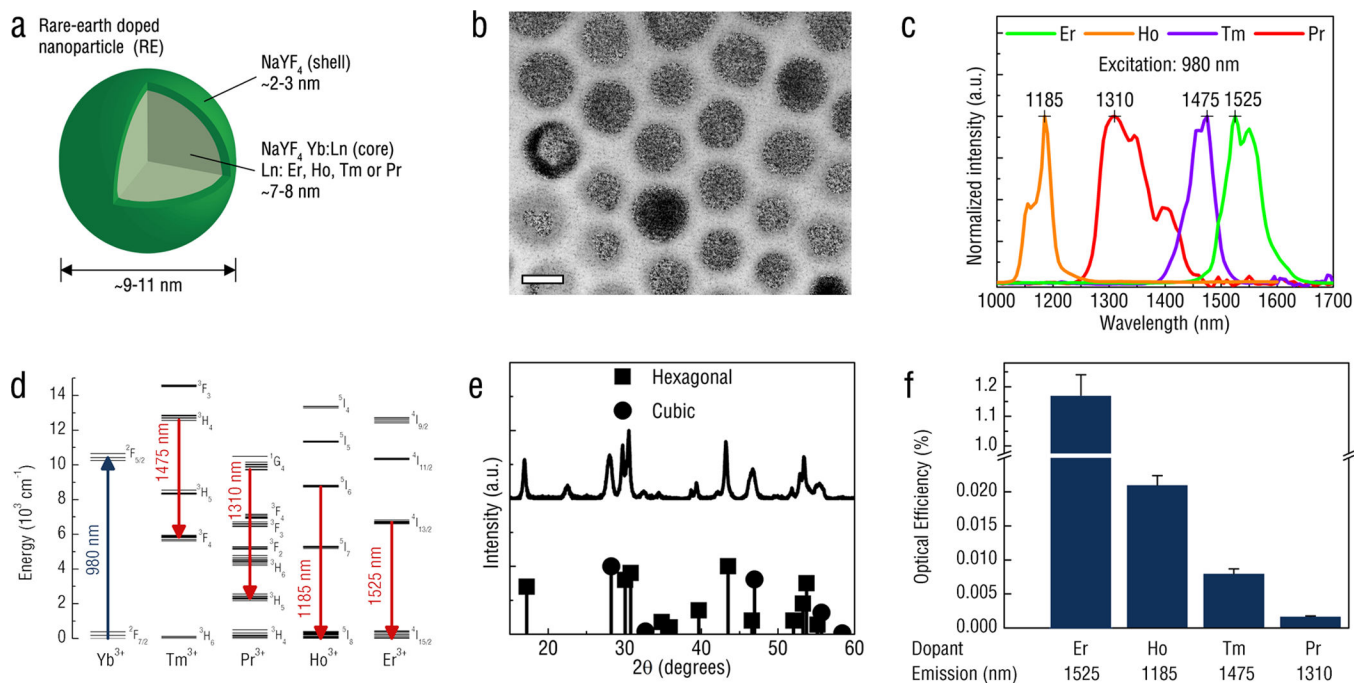 a
Rare-earth doped
nanoparticle (RE)
NaYF4 (shell)
~2-3 nm
NaYF4 Yb:Ln (core)
Ln: Er, Ho, Tm or Pr
~7-8 nm
~9-11 nm
b
c
Er Ho Tm Pr
Excitation: 980 nm
1185 1310 1475 1525
Normalized intensity (a.u.)
1000 1200 1300 1400 1500 1600 1700
Wavelength (nm)
d
Energy (10³ cm⁻¹)
14
12
10
8
6
4
2
0
²F5/2
980 nm
²F7/2
Yb³⁺
³F3
³H4
1475 nm
³H5
³F4
³H6
Tm³⁺
¹G4
1310 nm
³F4
³F3
³F2
³H6
³H5
³H4
Pr³⁺
⁵I4
⁵I5
⁵I6
⁵I7
1185 nm
⁵I8
Ho³⁺
⁴I9/2
⁴I11/2
⁴I13/2
1525 nm
⁴I15/2
Er³⁺
e
Hexagonal
Cubic
Intensity (a.u.)
20 30 40 50 60
2θ (degrees)
f
Optical Efficiency (%)
1.2
1.1
1.0
0.020
0.015
0.010
0.005
0.000
Dopant Er Ho Tm Pr
Emission (nm) 1525 1185 1475 1310